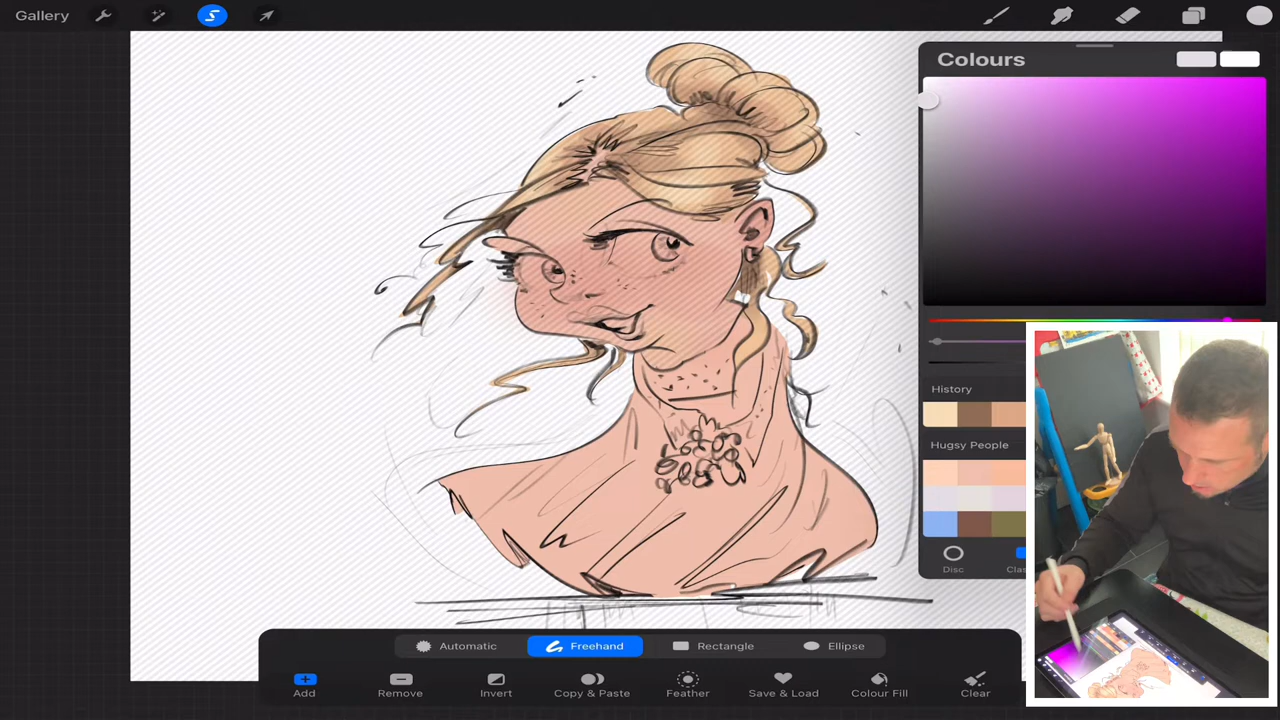 Gallery
Colours
History
Hugsy People
Disc
Automatic
Freehand
Rectangle
Ellipse
Add
Remove
Invert
Copy & Paste
Feather
Save & Load
Colour Fill
Clear